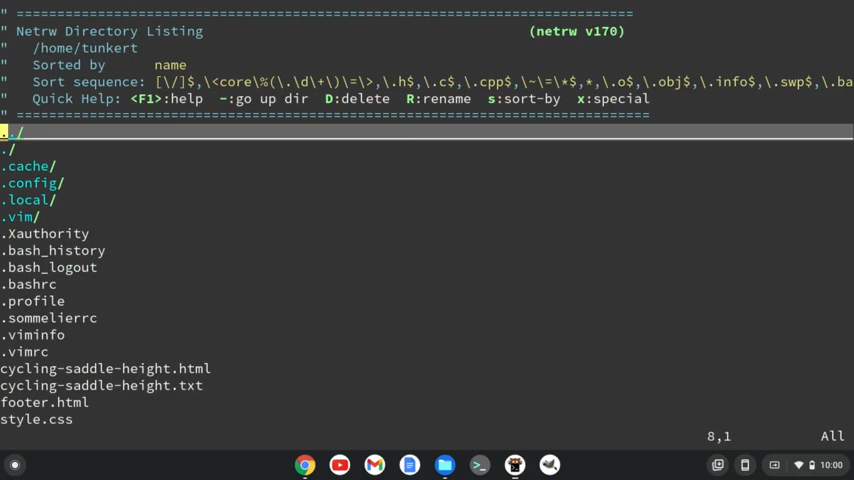 " ============================================================================
" Netrw Directory Listing                                        (netrw v170)
"   /home/tunkert
"   Sorted by      name
"   Sort sequence: [\/]$,\<core\%(\.\d\+\)\=\>,\.h$,\.c$,\.cpp$,\~\=\*$,*,\.o$,\.obj$,\.info$,\.swp$,\.ba
"   Quick Help: <F1>:help  -:go up dir  D:delete  R:rename  s:sort-by  x:special
" ==============================================================================
../
./
.cache/
.config/
.local/
.vim/
.Xauthority
.bash_history
.bash_logout
.bashrc
.profile
.sommelierrc
.viminfo
.vimrc
cycling-saddle-height.html
cycling-saddle-height.txt
footer.html
style.css
8,1 All
10:00